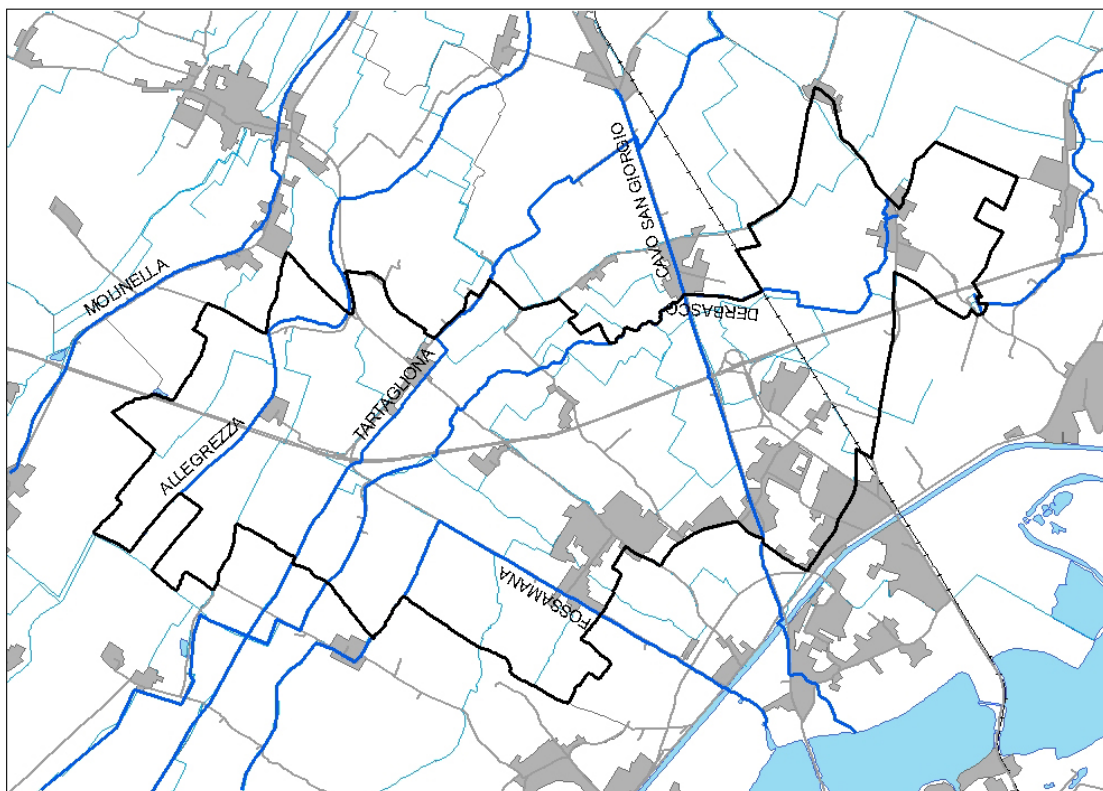 CAVO SAN GIORGIO
MOLINELLA
DERBASCO
TARTAGLIONA
ALLEGREZZA
FOSSAMANA